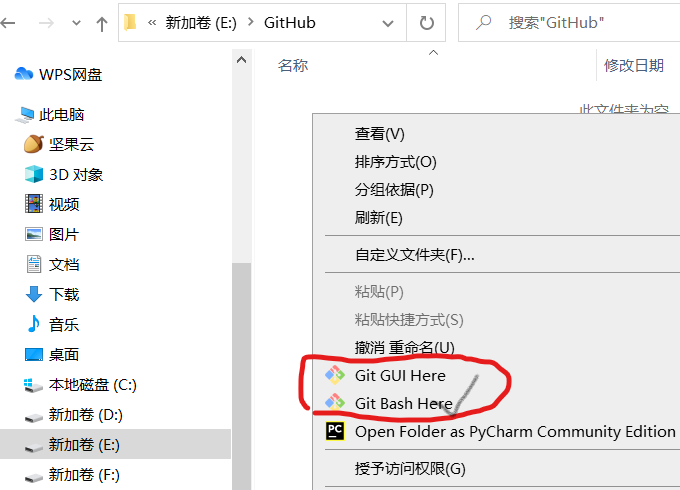 « 新加卷 (E:) › GitHub
搜索"GitHub"
名称
修改日期
此文件夹为空
WPS网盘
此电脑
坚果云
3D 对象
视频
图片
文档
下载
音乐
桌面
本地磁盘 (C:)
新加卷 (D:)
新加卷 (E:)
新加卷 (F:)
查看(V)
排序方式(O)
分组依据(P)
刷新(E)
自定义文件夹(F)...
粘贴(P)
粘贴快捷方式(S)
撤消 重命名(U)
Git GUI Here
Git Bash Here
PC Open Folder as PyCharm Community Edition
授予访问权限(G)